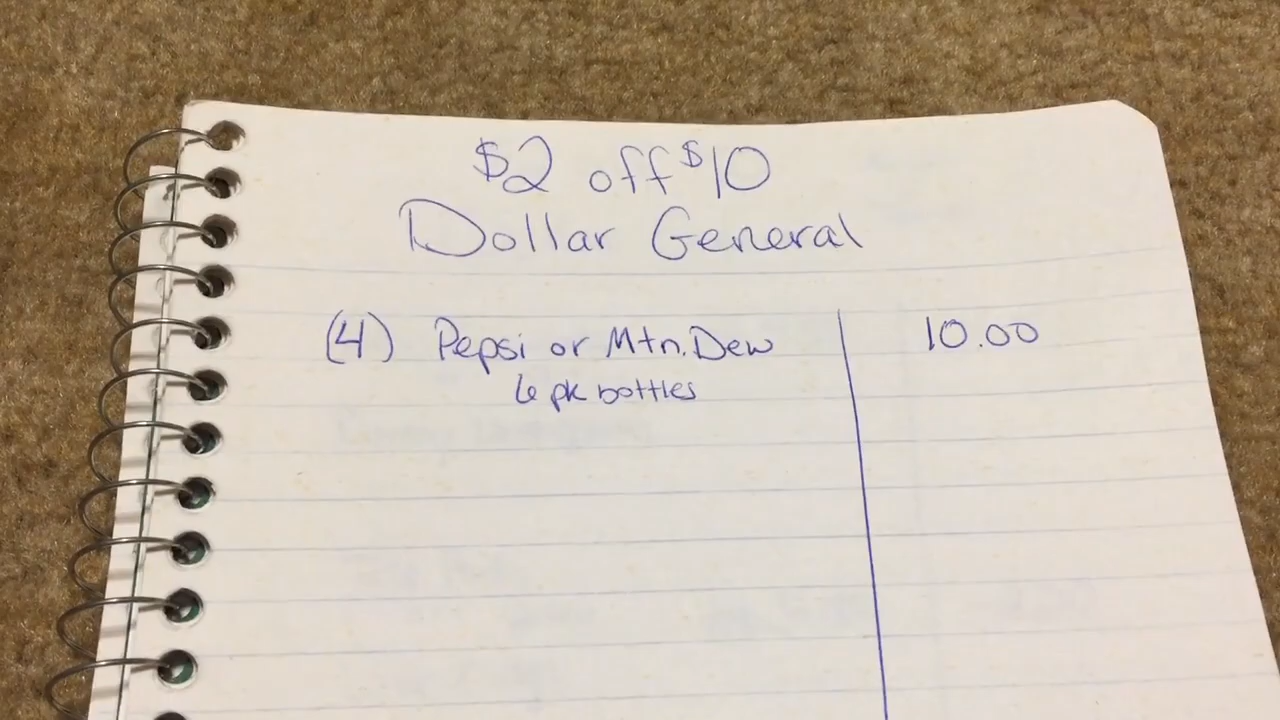 $2 off $10
Dollar General
(4) Pepsi or Mtn. Dew 10.00
6 pk bottles